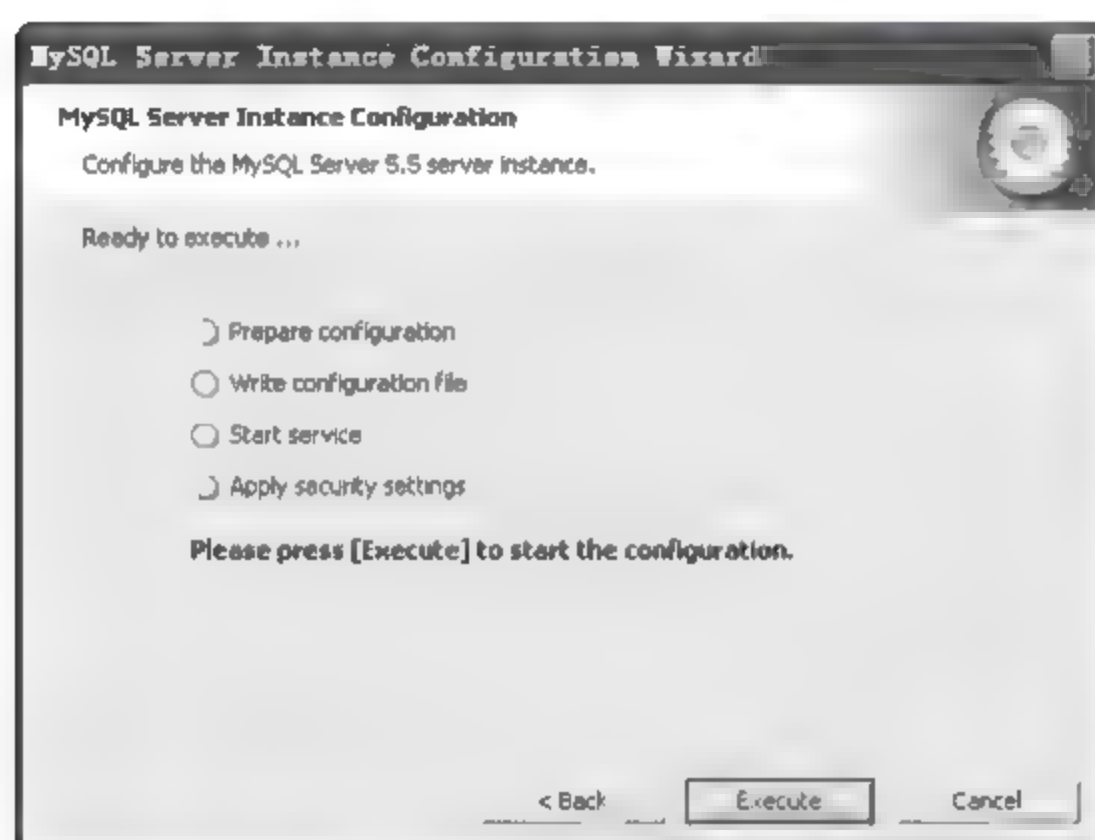 MySQL Server Instance Configuration Wizard
MySQL Server Instance Configuration
Configure the MySQL Server 5.5 server instance.
Ready to execute ...
Prepare configuration
Write configuration file
Start service
Apply security settings
Please press [Execute] to start the configuration.
< Back Execute Cancel